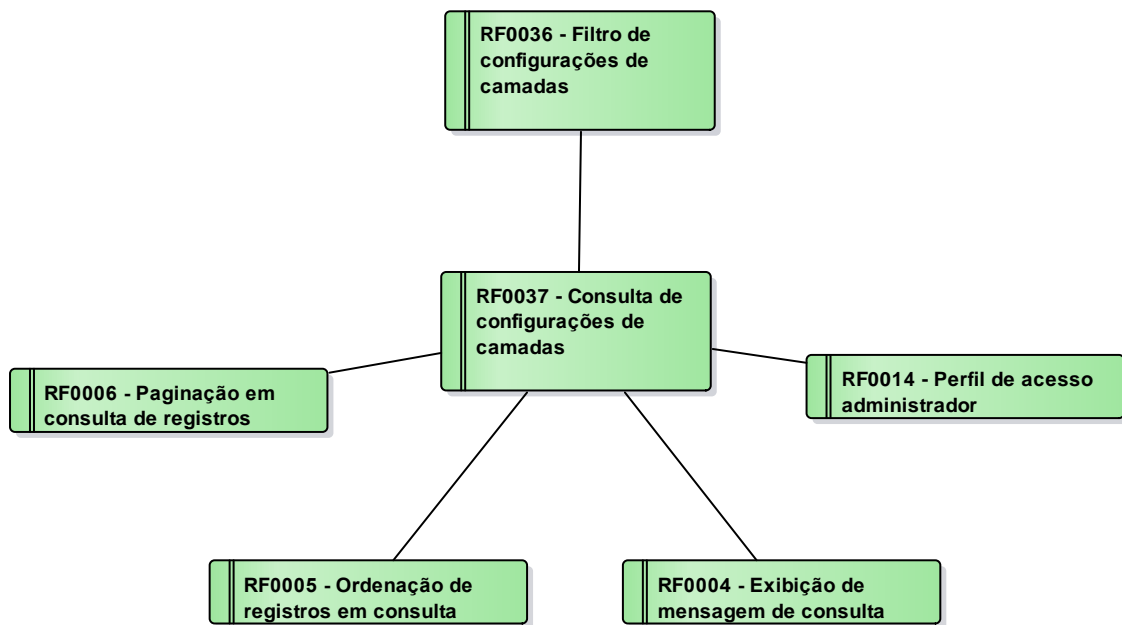 RF0036 - Filtro de
configurações de
camadas
RF0037 - Consulta de
configurações de
camadas
RF0006 - Paginação em
consulta de registros
RF0014 - Perfil de acesso
administrador
RF0005 - Ordenação de
registros em consulta
RF0004 - Exibição de
mensagem de consulta